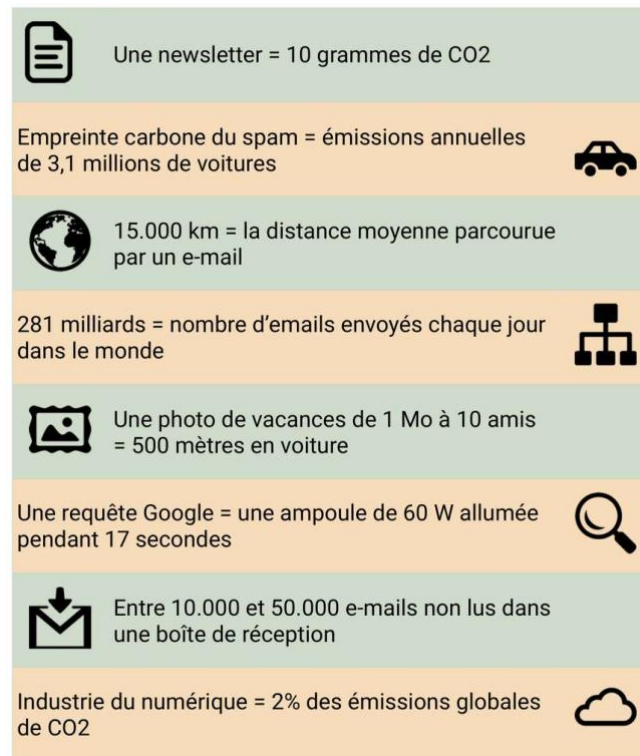 Une newsletter = 10 grammes de CO2
Empreinte carbone du spam = émissions annuelles
de 3,1 millions de voitures
15.000 km = la distance moyenne parcourue
par un e-mail
281 milliards = nombre d’emails envoyés chaque jour
dans le monde
Une photo de vacances de 1 Mo à 10 amis
= 500 mètres en voiture
Une requête Google = une ampoule de 60 W allumée
pendant 17 secondes
Entre 10.000 et 50.000 e-mails non lus dans
une boîte de réception
Industrie du numérique = 2% des émissions globales
de CO2